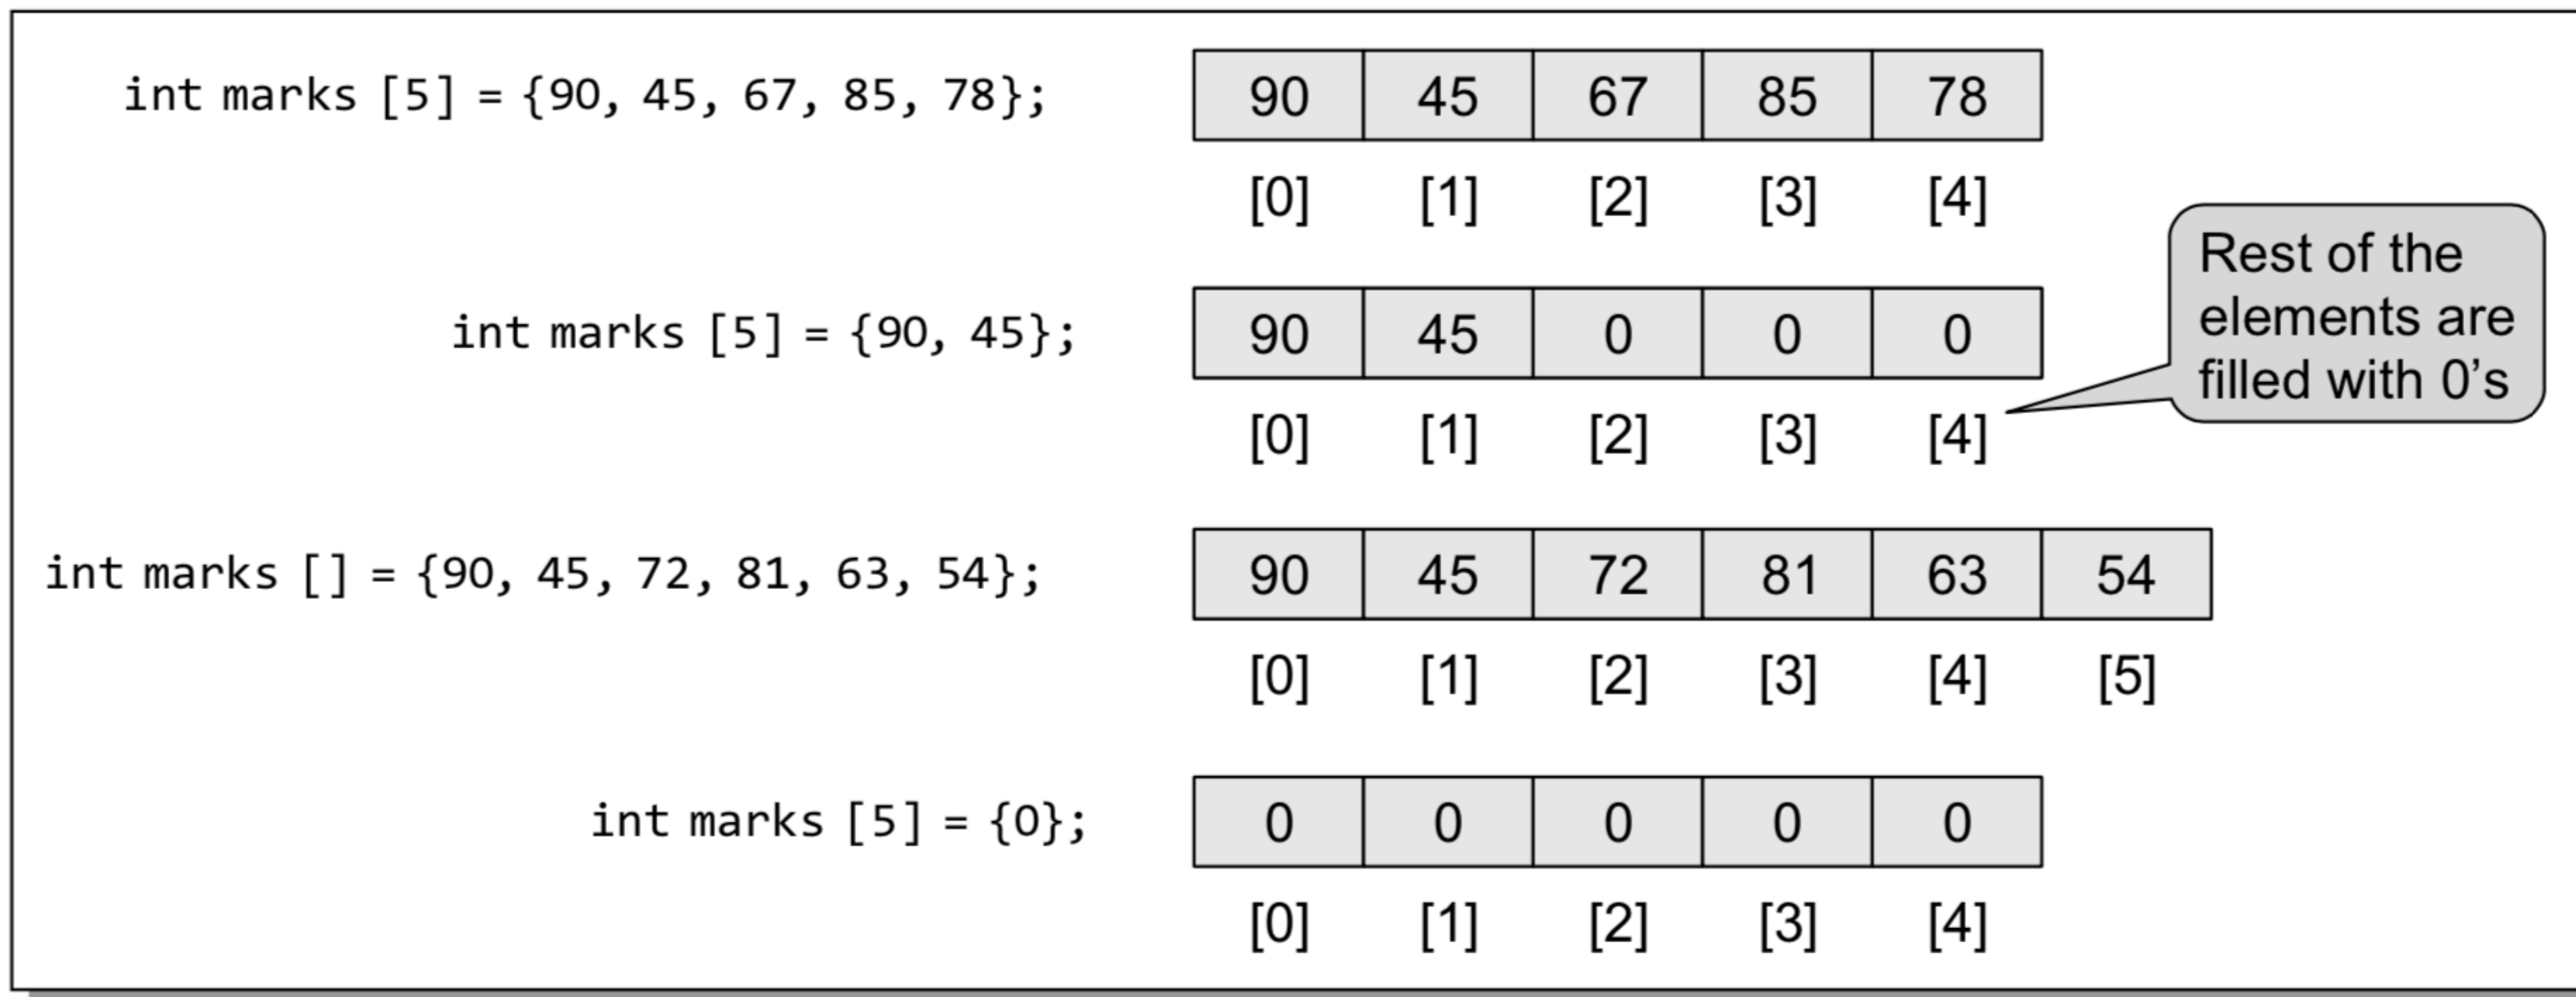 int marks [5] = {90, 45, 67, 85, 78};
90 45 67 85 78
[0] [1] [2] [3] [4]
int marks [5] = {90, 45};
90 45 0 0 0
[0] [1] [2] [3] [4]
Rest of the
elements are
filled with 0’s
int marks [] = {90, 45, 72, 81, 63, 54};
90 45 72 81 63 54
[0] [1] [2] [3] [4] [5]
int marks [5] = {0};
0 0 0 0 0
[0] [1] [2] [3] [4]